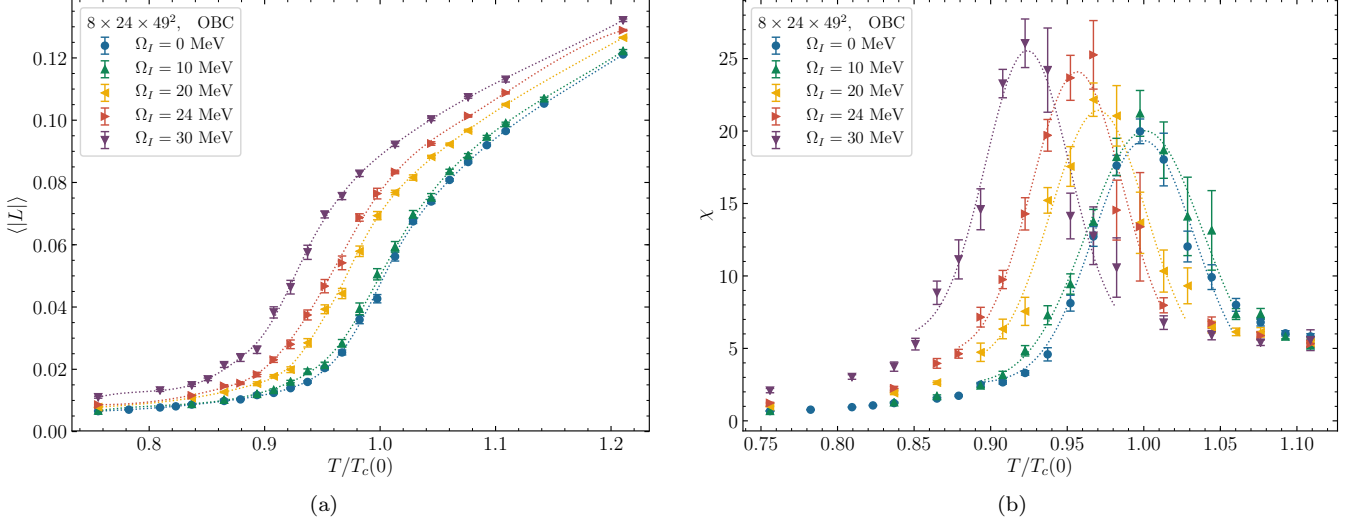 8 × 24 × 49², OBC
Ω_I = 0 MeV
Ω_I = 10 MeV
Ω_I = 20 MeV
Ω_I = 24 MeV
Ω_I = 30 MeV
⟨|L|⟩
0.12
0.10
0.08
0.06
0.04
0.02
0.00
0.8 0.9 1.0 1.1 1.2
T/T_c(0)
(a)
8 × 24 × 49², OBC
Ω_I = 0 MeV
Ω_I = 10 MeV
Ω_I = 20 MeV
Ω_I = 24 MeV
Ω_I = 30 MeV
χ
25
20
15
10
5
0
0.75 0.80 0.85 0.90 0.95 1.00 1.05 1.10
T/T_c(0)
(b)